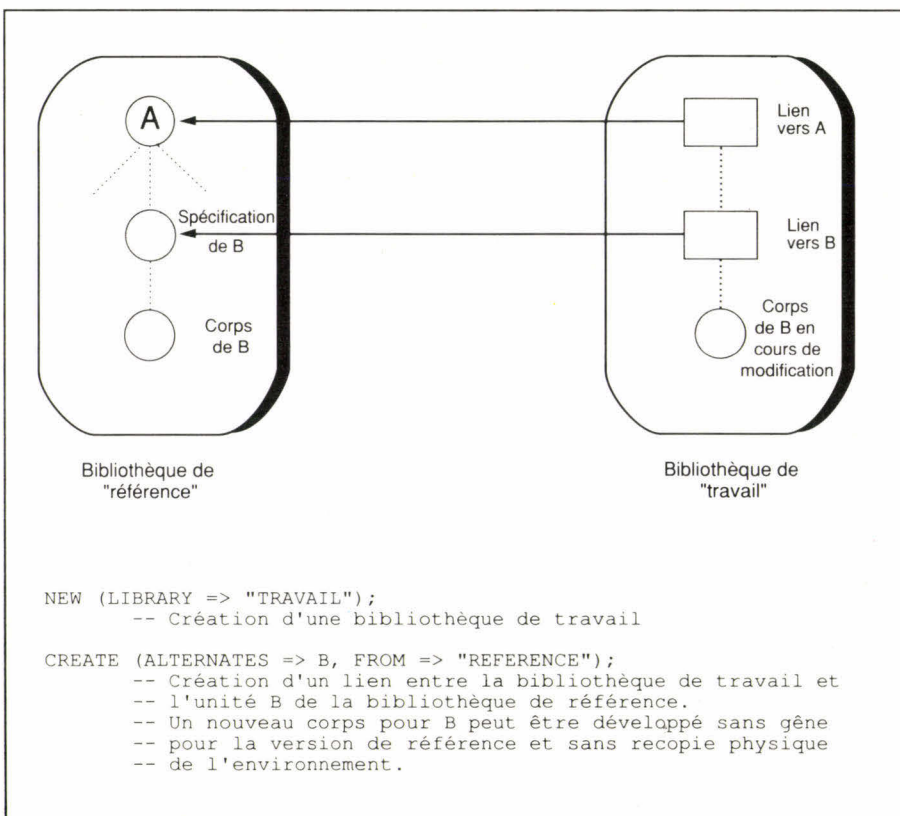 A
Spécification
de B
Corps
de B
Bibliothèque de
"référence"
Lien
vers A
Lien
vers B
Corps
de B en
cours de
modification
Bibliothèque de
"travail"
NEW (LIBRARY => "TRAVAIL");
-- Création d'une bibliothèque de travail
CREATE (ALTERNATES => B, FROM => "REFERENCE");
-- Création d'un lien entre la bibliothèque de travail et
-- l'unité B de la bibliothèque de référence.
-- Un nouveau corps pour B peut être développé sans gêne
-- pour la version de référence et sans recopie physique
-- de l'environnement.